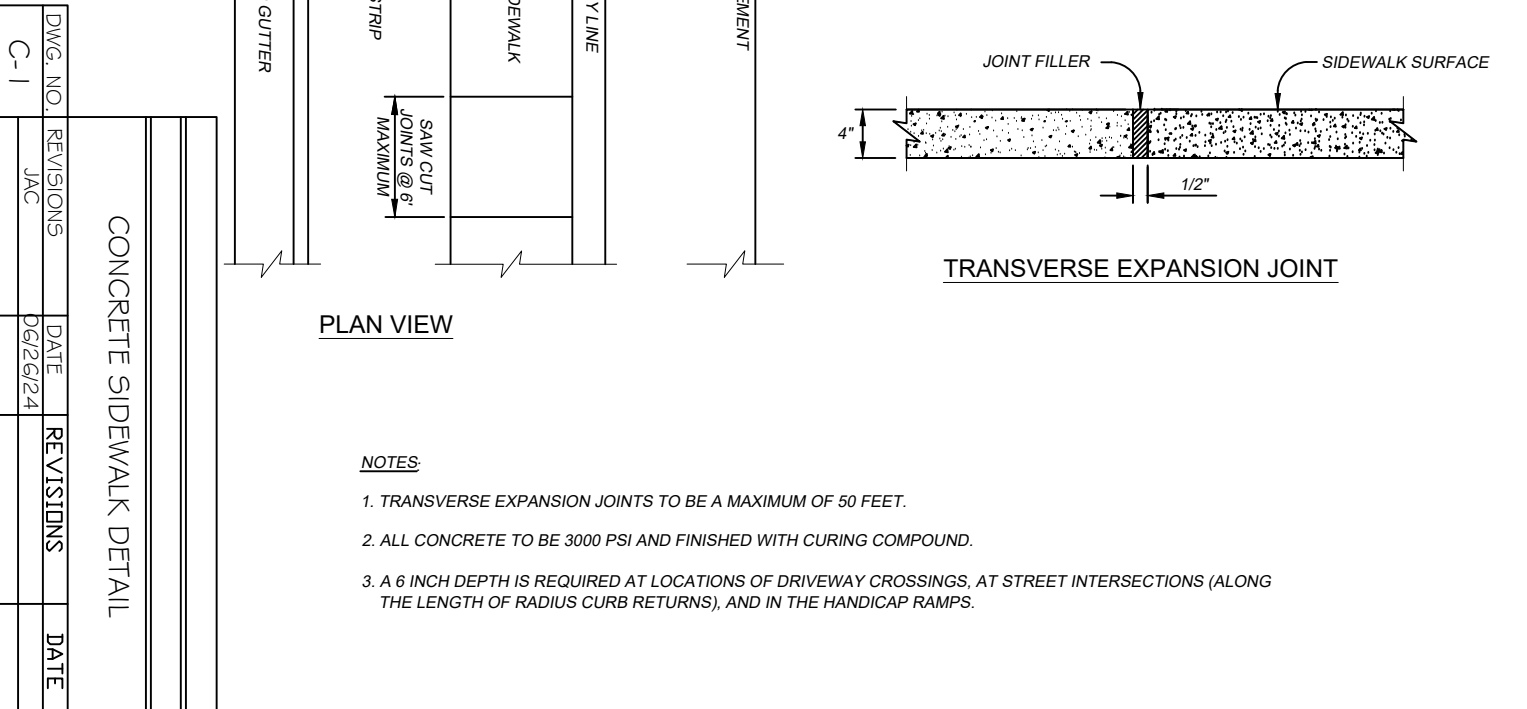 DWG. NO.
C-1
REVISIONS
JAC
DATE
06/26/24
REVISIONS
DATE
CONCRETE SIDEWALK DETAIL
GUTTER
STRIP
Y LINE
SAW CUT
JOINTS @ 6'
MAXIMUM
PLAN VIEW
JOINT FILLER
SIDEWALK SURFACE
4"
1/2"
TRANSVERSE EXPANSION JOINT
NOTES:
1. TRANSVERSE EXPANSION JOINTS TO BE A MAXIMUM OF 50 FEET.
2. ALL CONCRETE TO BE 3000 PSI AND FINISHED WITH CURING COMPOUND.
3. A 6 INCH DEPTH IS REQUIRED AT LOCATIONS OF DRIVEWAY CROSSINGS, AT STREET INTERSECTIONS (ALONG
THE LENGTH OF RADIUS CURB RETURNS), AND IN THE HANDICAP RAMPS.